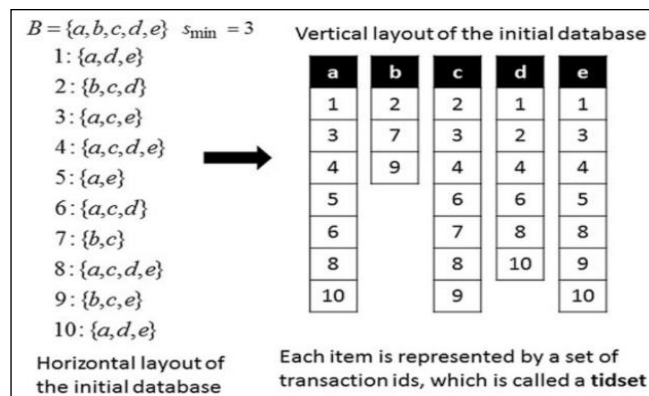 B = {a,b,c,d,e} s_min = 3
1: {a,d,e}
2: {b,c,d}
3: {a,c,e}
4: {a,c,d,e}
5: {a,e}
6: {a,c,d}
7: {b,c}
8: {a,c,d,e}
9: {b,c,e}
10: {a,d,e}
Horizontal layout of
the initial database
Vertical layout of the initial database
a b c d e
1 2 2 1 1
3 7 3 2 3
4 9 4 4 4
5 6 6 5
6 7 8 8
8 8 10 9
10 9 10
Each item is represented by a set of
transaction ids, which is called a tidset